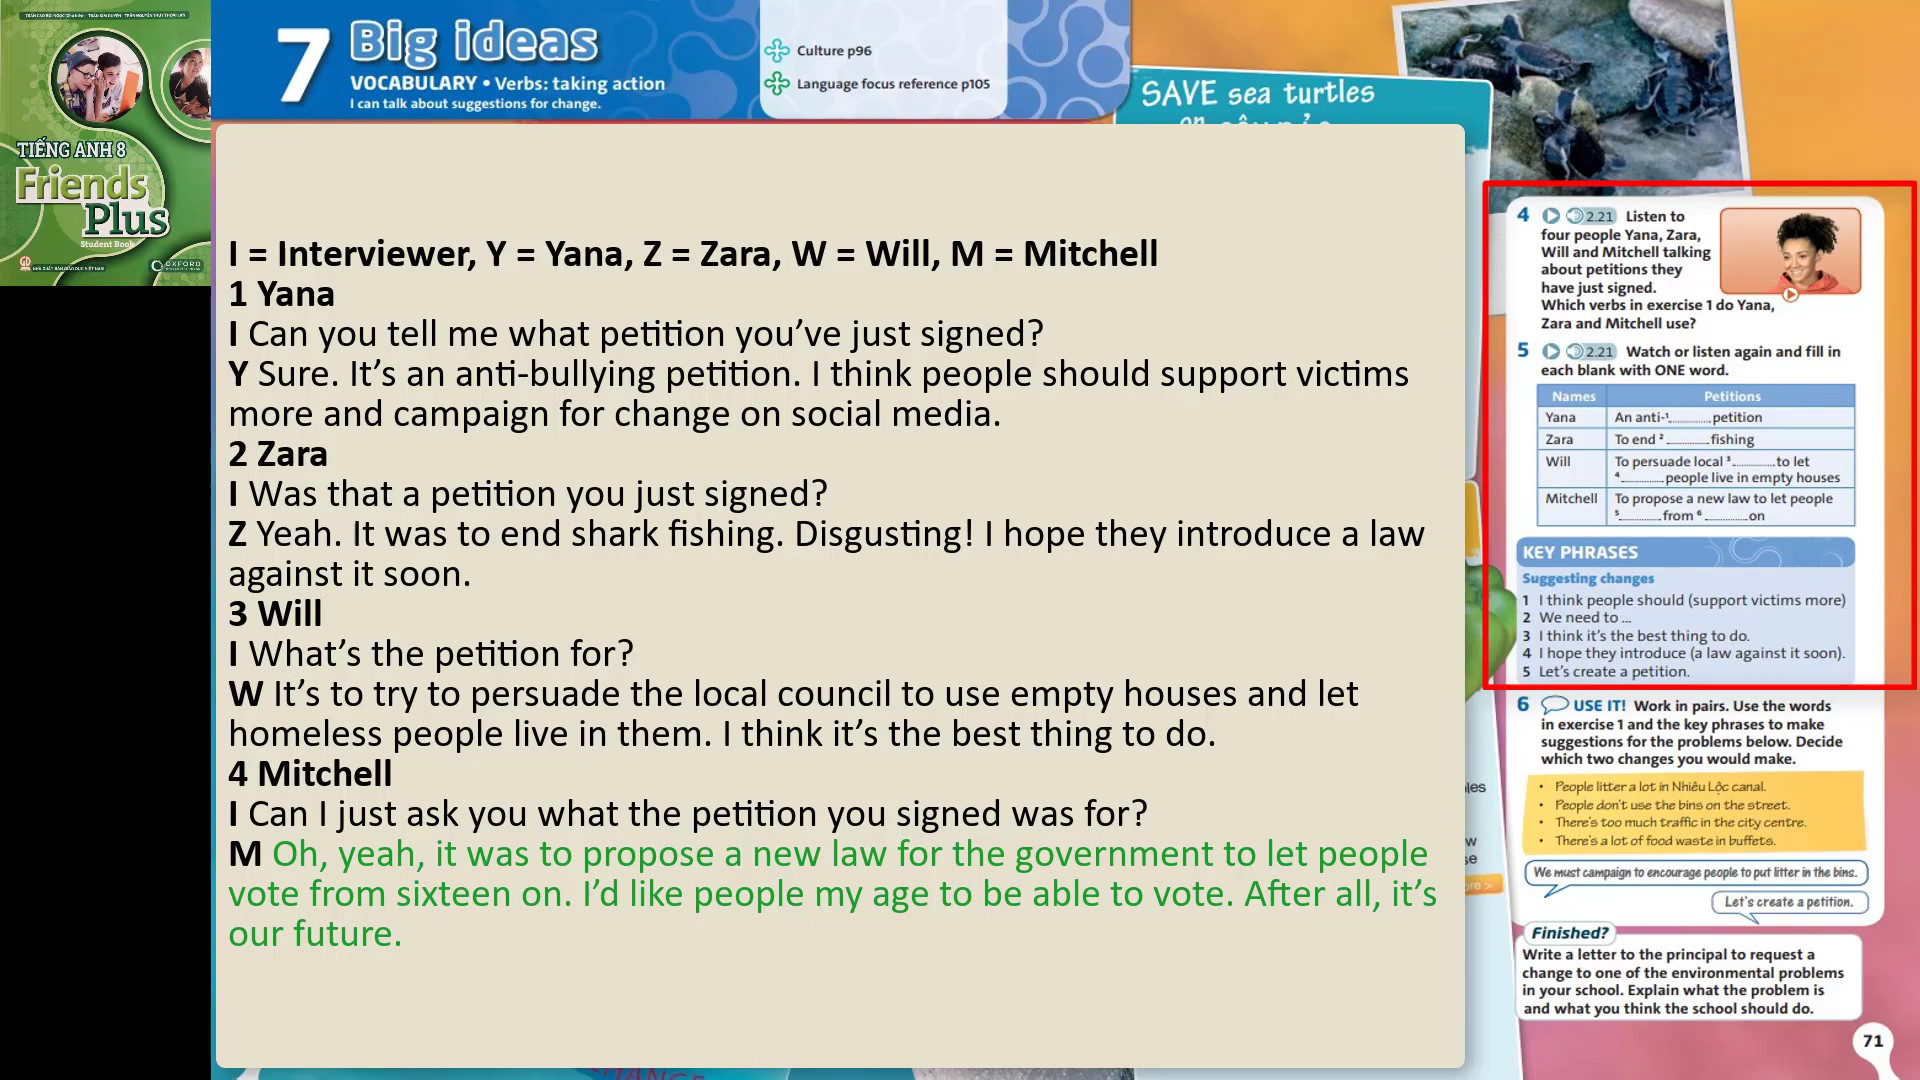 TIẾNG ANH 8
Friends
Plus
Student Book
NHÀ XUẤT BẢN GIÁO DỤC VIỆT NAM
OXFORD
7 Big ideas
VOCABULARY • Verbs: taking action
I can talk about suggestions for change.
Culture p96
Language focus reference p105
SAVE sea turtles
I = Interviewer, Y = Yana, Z = Zara, W = Will, M = Mitchell
1 Yana
I Can you tell me what petition you’ve just signed?
Y Sure. It’s an anti-bullying petition. I think people should support victims
more and campaign for change on social media.
2 Zara
I Was that a petition you just signed?
Z Yeah. It was to end shark fishing. Disgusting! I hope they introduce a law
against it soon.
3 Will
I What’s the petition for?
W It’s to try to persuade the local council to use empty houses and let
homeless people live in them. I think it’s the best thing to do.
4 Mitchell
I Can I just ask you what the petition you signed was for?
M Oh, yeah, it was to propose a new law for the government to let people
vote from sixteen on. I’d like people my age to be able to vote. After all, it’s
our future.
4 2.21 Listen to
four people Yana, Zara,
Will and Mitchell talking
about petitions they
have just signed.
Which verbs in exercise 1 do Yana,
Zara and Mitchell use?
5 2.21 Watch or listen again and fill in
each blank with ONE word.
Names Petitions
Yana An anti-¹.......... petition
Zara To end ².......... fishing
Will To persuade local ³.......... to let
⁴.......... people live in empty houses
Mitchell To propose a new law to let people
⁵.......... from ⁶.......... on
KEY PHRASES
Suggesting changes
1 I think people should (support victims more)
2 We need to ...
3 I think it’s the best thing to do.
4 I hope they introduce (a law against it soon).
5 Let’s create a petition.
6 USE IT! Work in pairs. Use the words
in exercise 1 and the key phrases to make
suggestions for the problems below. Decide
which two changes you would make.
• People litter a lot in Nhiêu Lộc canal.
• People don’t use the bins on the street.
• There’s too much traffic in the city centre.
• There’s a lot of food waste in buffets.
We must campaign to encourage people to put litter in the bins.
Let’s create a petition.
Finished?
Write a letter to the principal to request a
change to one of the environmental problems
in your school. Explain what the problem is
and what you think the school should do.
71